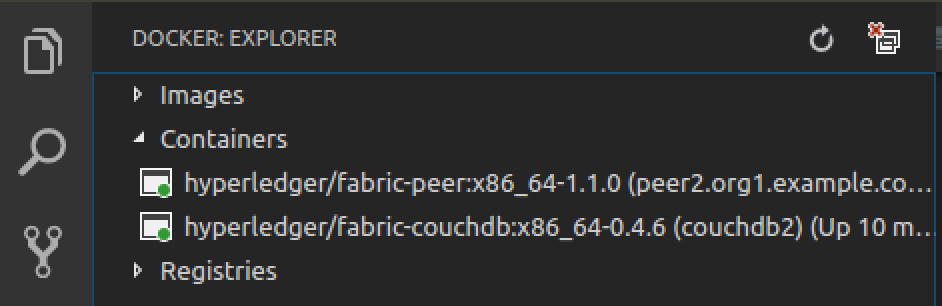 DOCKER: EXPLORER
Images
Containers
hyperledger/fabric-peer:x86_64-1.1.0 (peer2.org1.example.co...
hyperledger/fabric-couchdb:x86_64-0.4.6 (couchdb2) (Up 10 m...
Registries